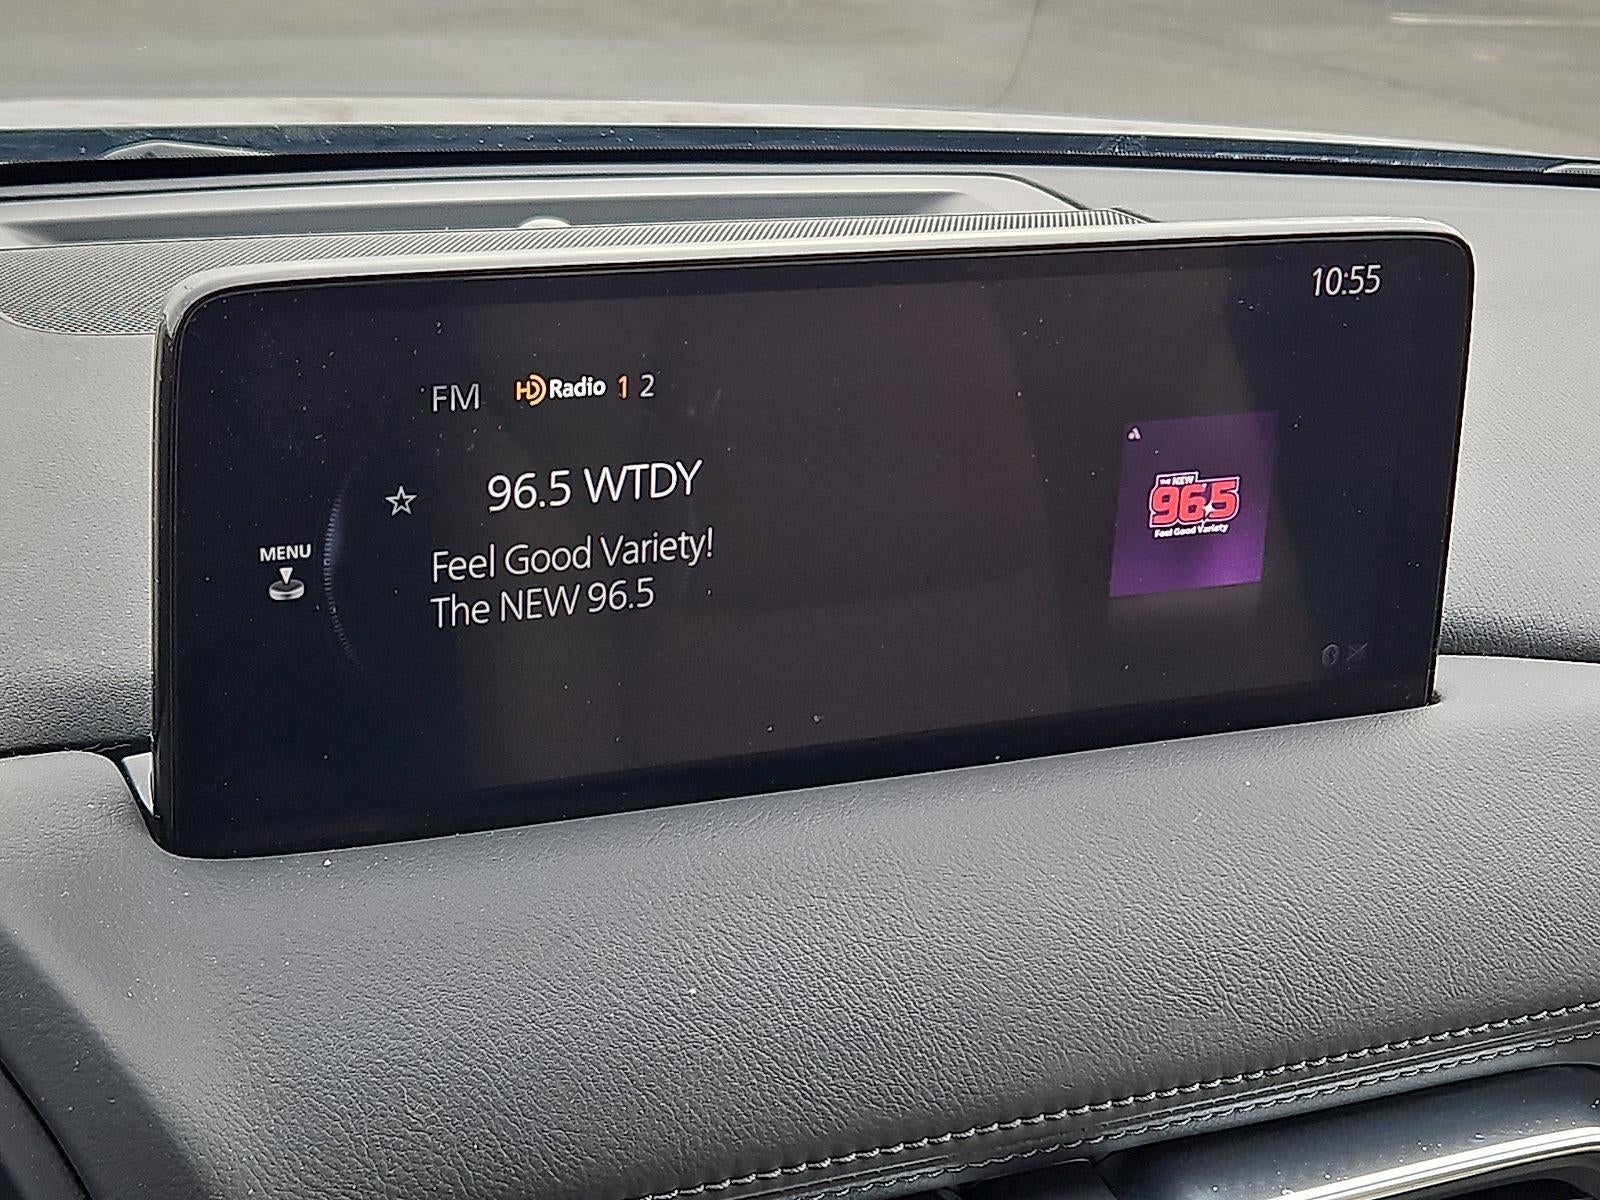 10:55
FM HD Radio 1 2
96.5 WTDY
Feel Good Variety!
The NEW 96.5
MENU
THE NEW
96.5
Feel Good Variety